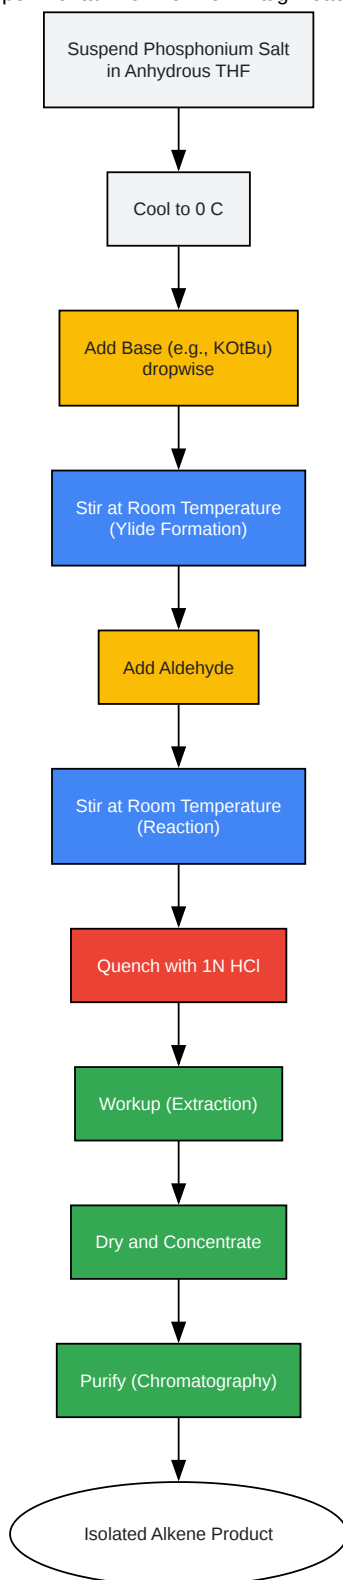 Suspend Phosphonium Salt
in Anhydrous THF
Cool to 0 C
Add Base (e.g., KOtBu)
dropwise
Stir at Room Temperature
(Ylide Formation)
Add Aldehyde
Stir at Room Temperature
(Reaction)
Quench with 1N HCl
Workup (Extraction)
Dry and Concentrate
Purify (Chromatography)
Isolated Alkene Product